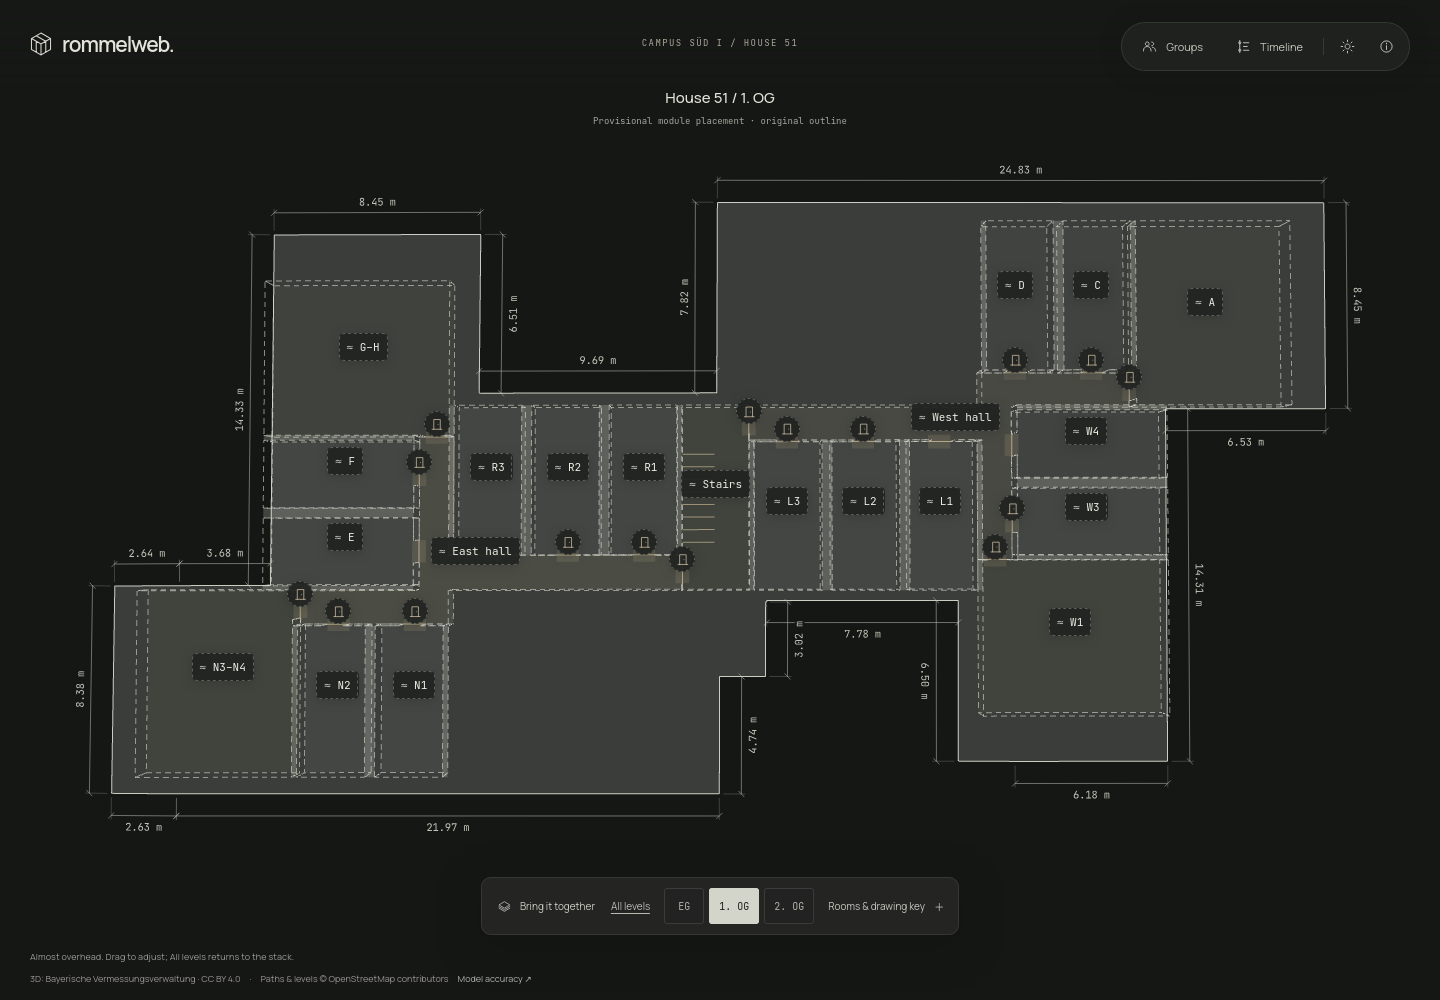 rommelweb.
CAMPUS SÜD I / HOUSE 51
Groups
Timeline
House 51 / 1. OG
Provisional module placement · original outline
24.83 m
8.45 m
7.82 m
6.51 m
8.45 m
≈ D
≈ C
≈ A
≈ G–H
9.69 m
14.33 m
≈ West hall
≈ W4
6.53 m
≈ F
≈ R3
≈ R2
≈ R1
≈ Stairs
≈ L3
≈ L2
≈ L1
≈ W3
≈ E
≈ East hall
2.64 m
3.68 m
14.31 m
≈ W1
3.02 m
7.78 m
≈ N3–N4
≈ N2
≈ N1
6.50 m
8.38 m
4.74 m
6.18 m
2.63 m
21.97 m
Bring it together
All levels
EG
1. OG
2. OG
Rooms & drawing key +
Almost overhead. Drag to adjust; All levels returns to the stack.
3D: Bayerische Vermessungsverwaltung · CC BY 4.0 · Paths & levels © OpenStreetMap contributors Model accuracy ↗